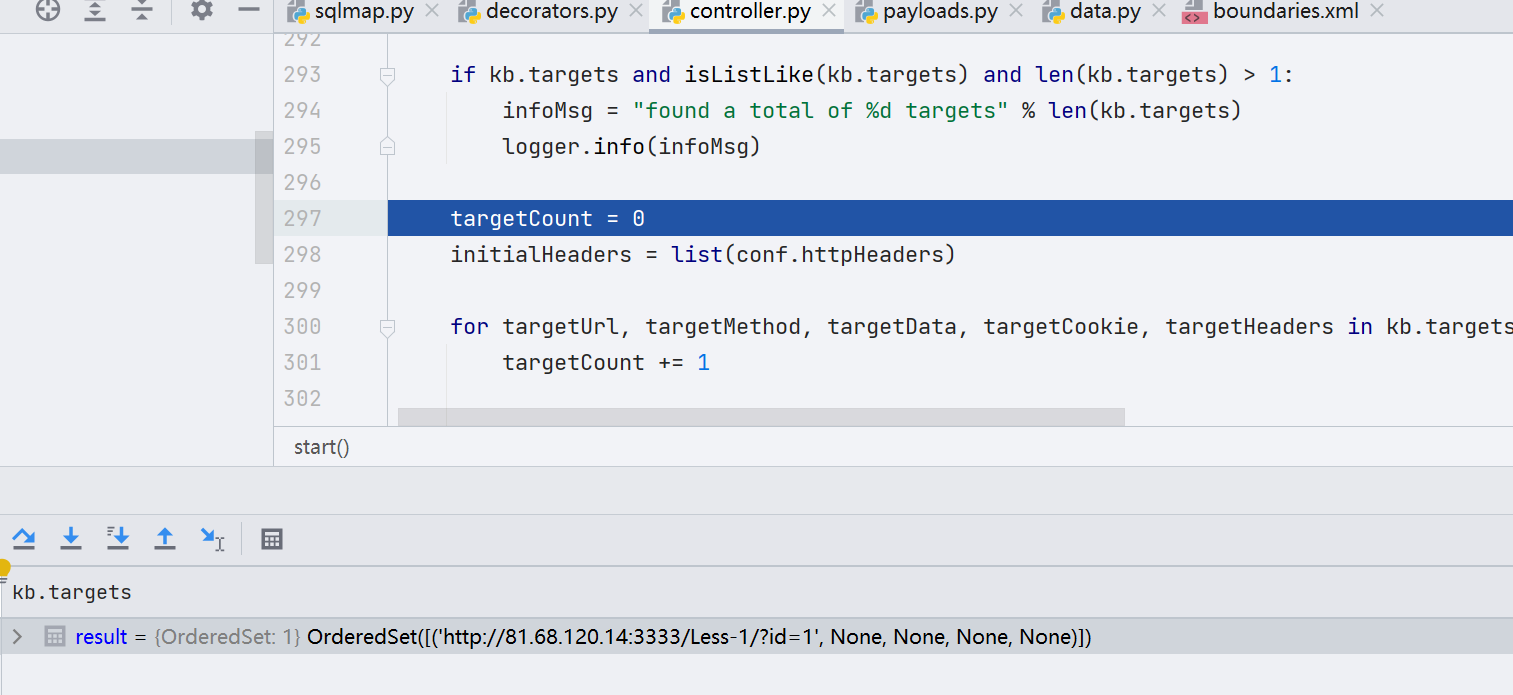 sqlmap.py decorators.py controller.py payloads.py data.py boundaries.xml
292
293 if kb.targets and isListLike(kb.targets) and len(kb.targets) > 1:
294 infoMsg = "found a total of %d targets" % len(kb.targets)
295 logger.info(infoMsg)
296
297 targetCount = 0
298 initialHeaders = list(conf.httpHeaders)
299
300 for targetUrl, targetMethod, targetData, targetCookie, targetHeaders in kb.targets
301 targetCount += 1
302
start()
kb.targets
result = {OrderedSet: 1} OrderedSet([('http://81.68.120.14:3333/Less-1/?id=1', None, None, None, None)])